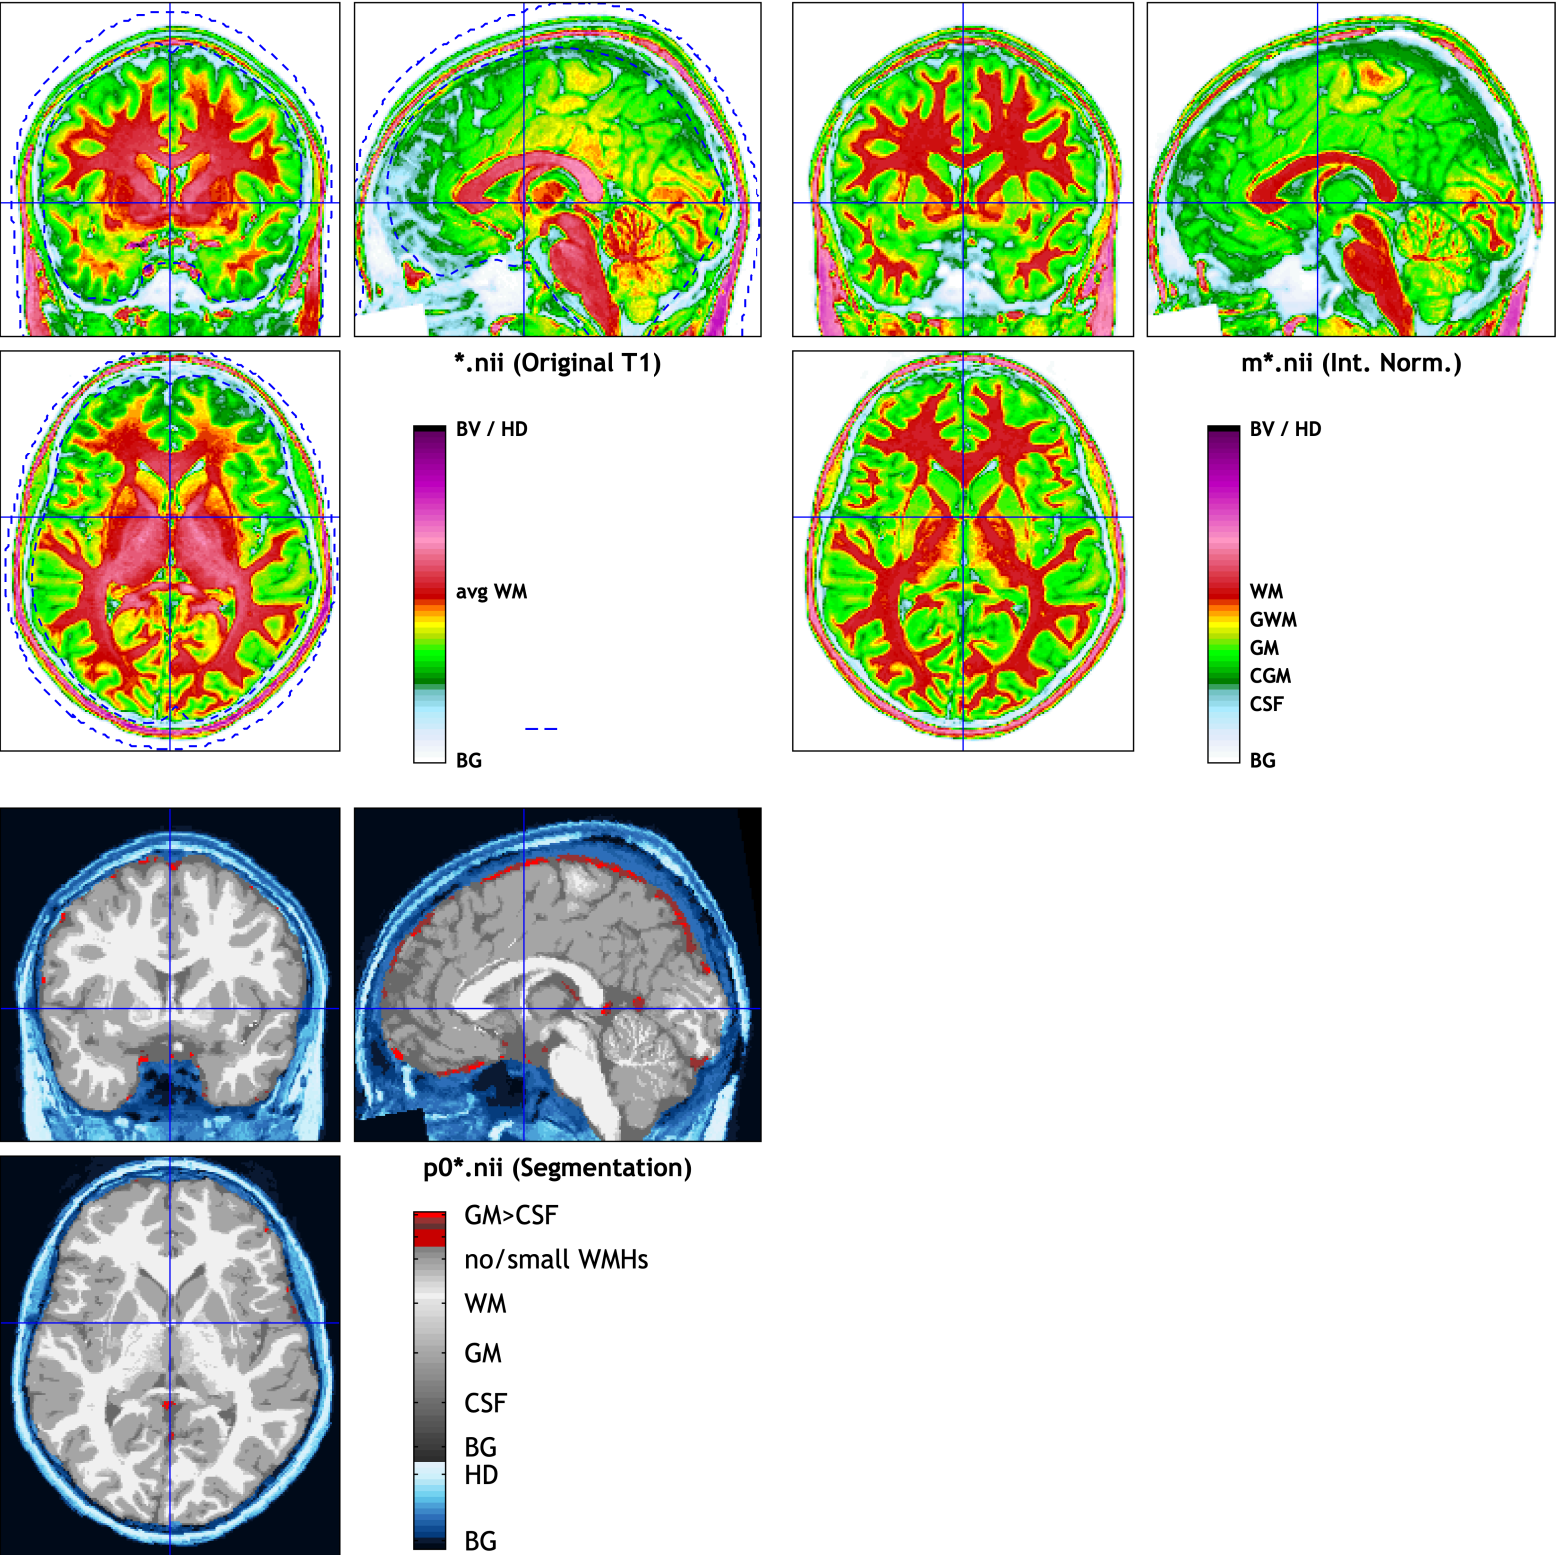 *.nii (Original T1)
BV / HD
avg WM
BG
m*.nii (Int. Norm.)
BV / HD
WM
GWM
GM
CGM
CSF
BG
p0*.nii (Segmentation)
GM>CSF
no/small WMHs
WM
GM
CSF
BG
HD
BG